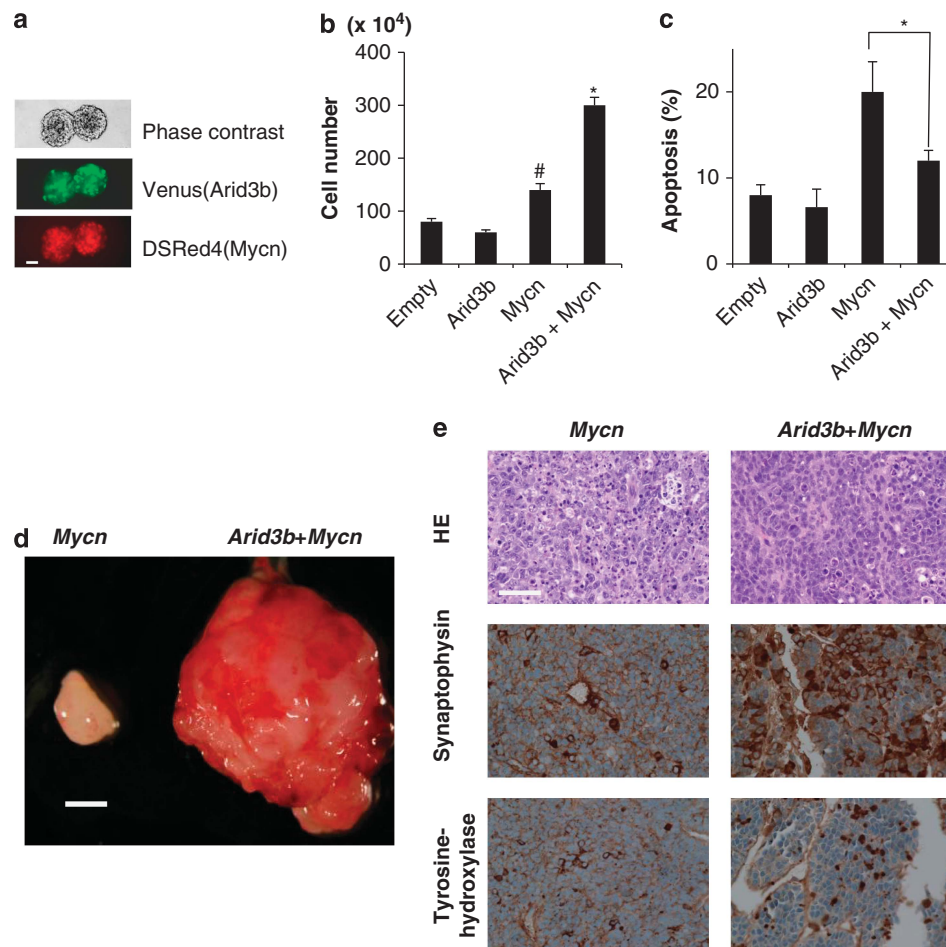 a
Phase contrast
Venus(Arid3b)
DSRed4(Mycn)
b (x 10⁴)
Cell number
400
300
200
100
0
#
*
Empty
Arid3b
Mycn
Arid3b + Mycn
c
Apoptosis (%)
20
10
0
*
Empty
Arid3b
Mycn
Arid3b + Mycn
d
Mycn
Arid3b+Mycn
e
Mycn
Arid3b+Mycn
HE
Synaptophysin
Tyrosine-
hydroxylase